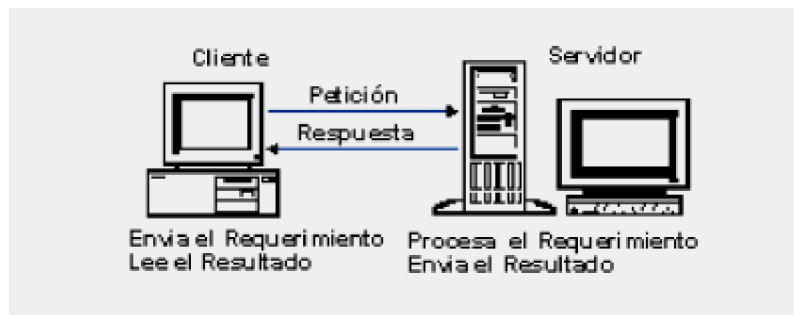 Cliente
Servidor
Petición
Respuesta
Envia el Requerimiento
Lee el Resultado
Procesa el Requerimiento
Envia el Resultado